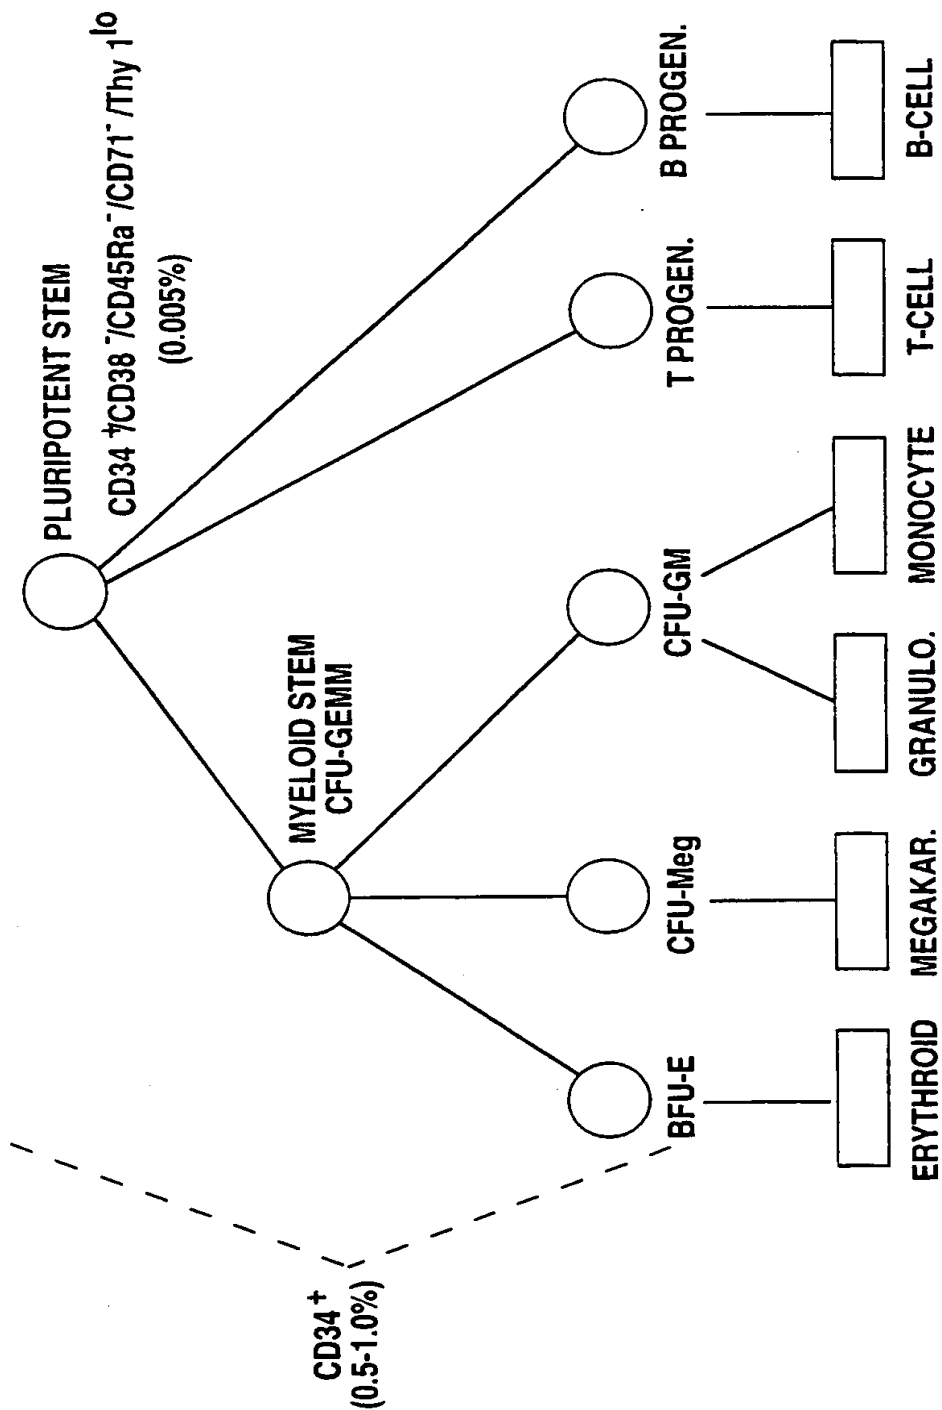 PLURIPOTENT STEM
CD34⁺/CD38⁻/CD45Ra⁻/CD71⁻/Thy 1ˡᵒ
(0.005%)
MYELOID STEM
CFU-GEMM
CD34⁺
(0.5-1.0%)
BFU-E
CFU-Meg
CFU-GM
T PROGEN.
B PROGEN.
ERYTHROID
MEGAKAR.
GRANULO.
MONOCYTE
T-CELL
B-CELL